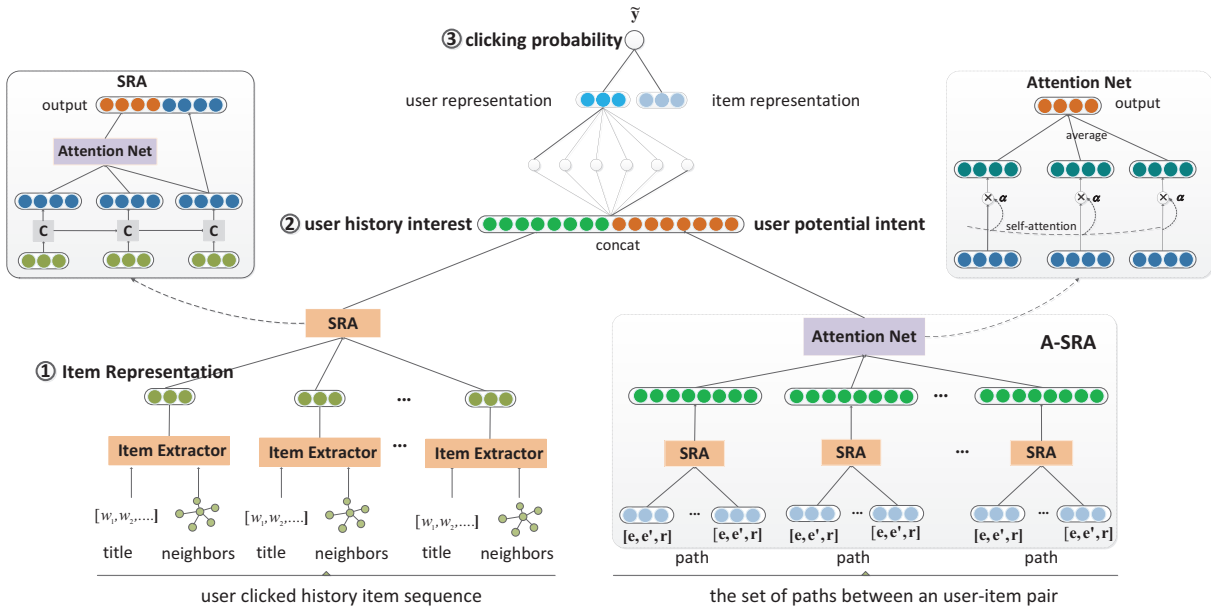 ỹ
③ clicking probability
user representation
item representation
SRA
output
Attention Net
C
C
C
Attention Net
output
average
× α
× α
× α
self-attention
② user history interest
user potential intent
concat
SRA
① Item Representation
...
Item Extractor
Item Extractor
...
Item Extractor
[w₁,w₂,....]
[w₁,w₂,....]
[w₁,w₂,....]
title
neighbors
title
neighbors
title
neighbors
user clicked history item sequence
Attention Net
A-SRA
...
SRA
SRA
...
SRA
...
...
...
[e,e',r]
[e,e',r]
[e,e',r]
[e,e',r]
[e,e',r]
[e,e',r]
path
path
path
the set of paths between an user-item pair